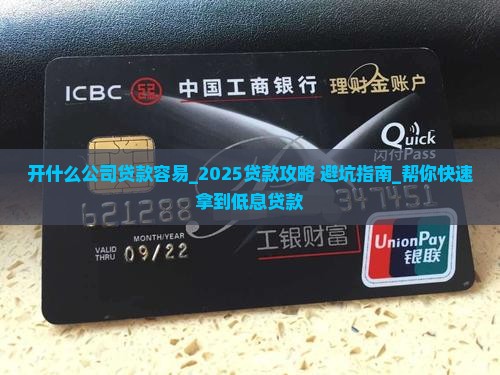 ICBC 中国工商银行 理财金账户
Quick
闪付Pass
开什么公司贷款容易_2025贷款攻略 避坑指南_帮你快速
拿到低息贷款
MONTH/YEAR
VALID
THRU 09/22
工银财富
UnionPay
银联